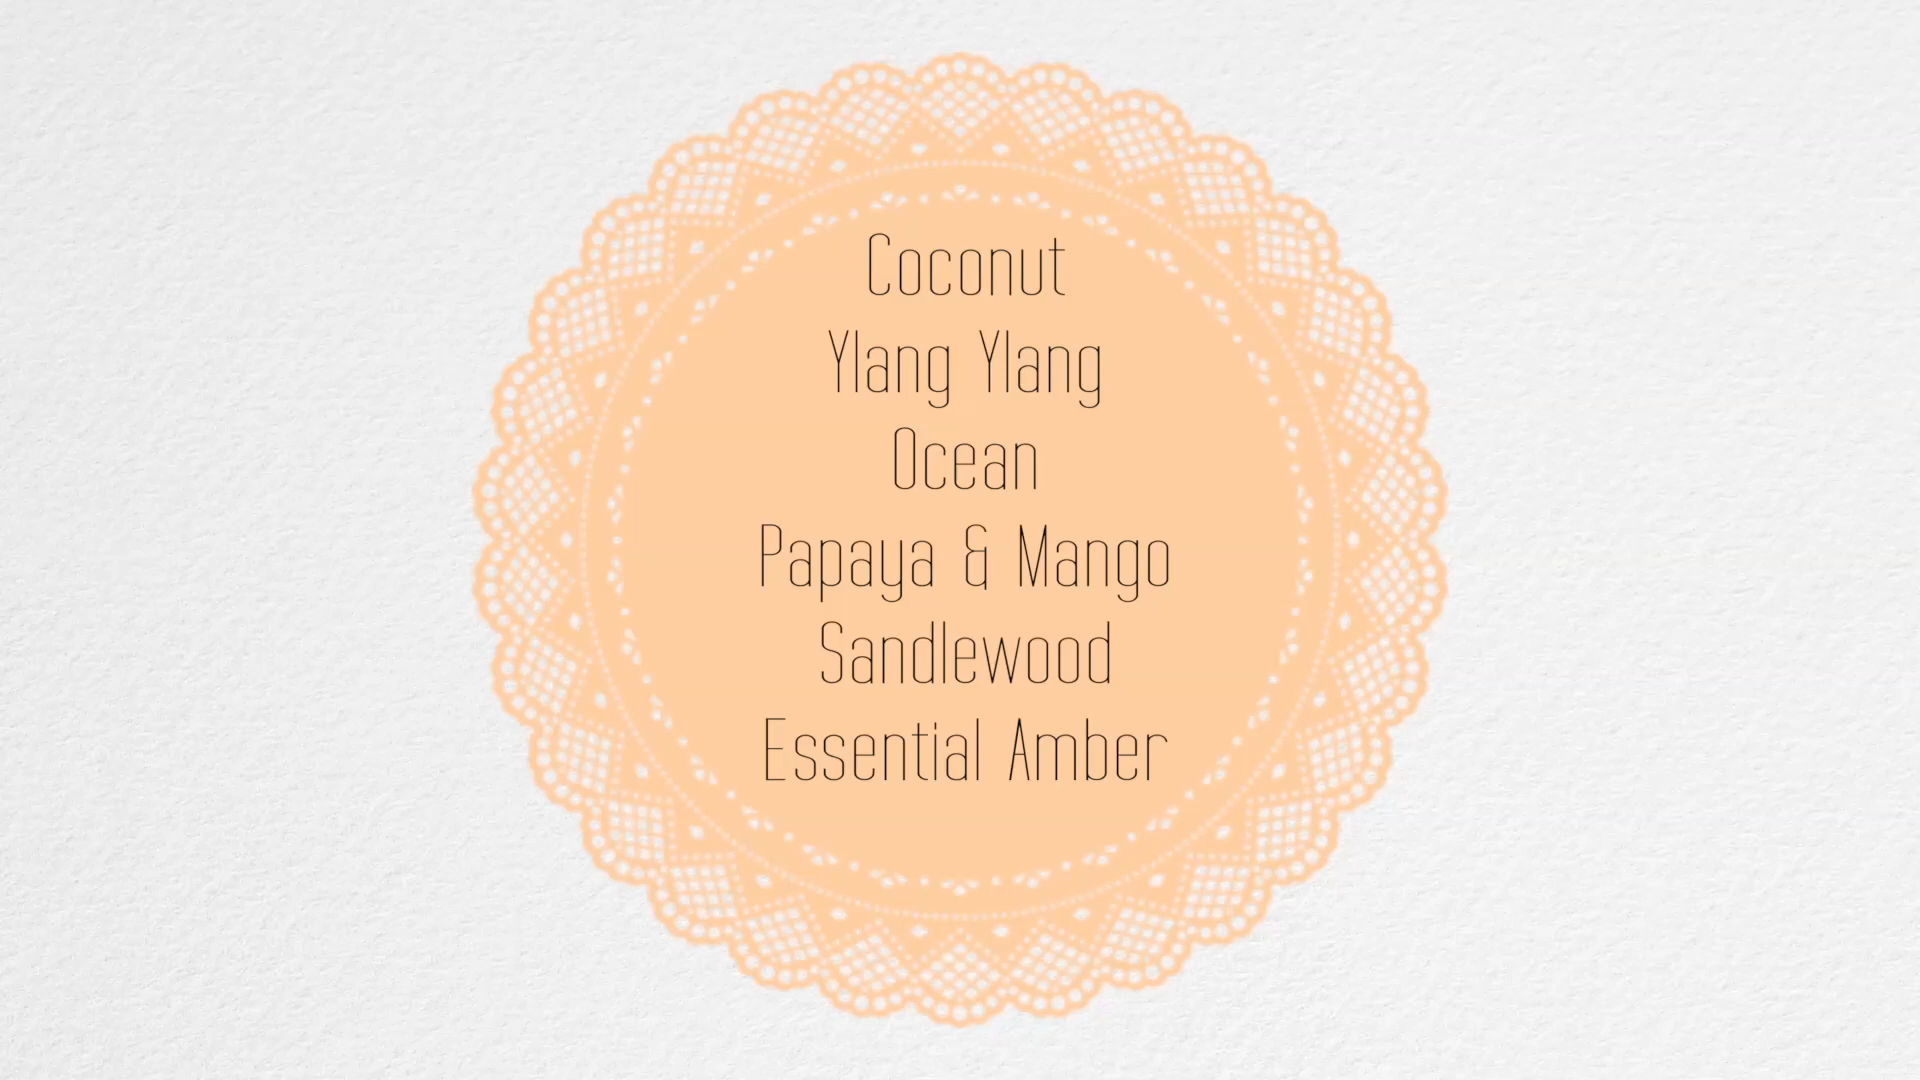 Coconut
Ylang Ylang
Ocean
Papaya & Mango
Sandlewood
Essential Amber